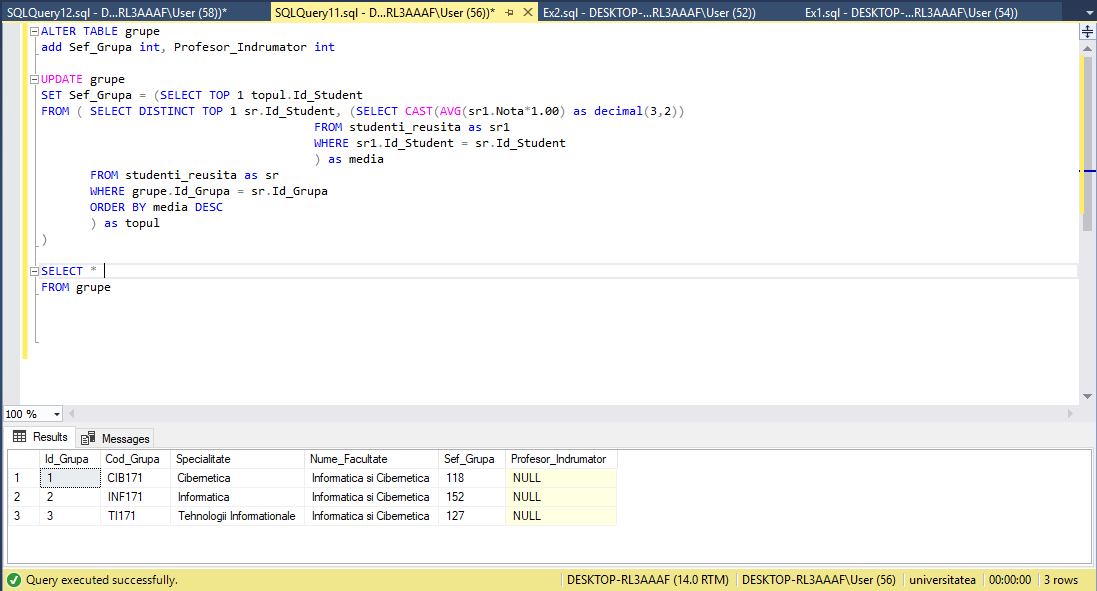 SQLQuery12.sql - D...RL3AAAF\User (58))* SQLQuery11.sql - D...RL3AAAF\User (56))* Ex2.sql - DESKTOP-...RL3AAAF\User (52)) Ex1.sql - DESKTOP-...RL3AAAF\User (54))
ALTER TABLE grupe
add Sef_Grupa int, Profesor_Indrumator int
UPDATE grupe
SET Sef_Grupa = (SELECT TOP 1 topul.Id_Student
FROM ( SELECT DISTINCT TOP 1 sr.Id_Student, (SELECT CAST(AVG(sr1.Nota*1.00) as decimal(3,2))
FROM studenti_reusita as sr1
WHERE sr1.Id_Student = sr.Id_Student
) as media
FROM studenti_reusita as sr
WHERE grupe.Id_Grupa = sr.Id_Grupa
ORDER BY media DESC
) as topul
)
SELECT *
FROM grupe
100 %
Results Messages
Id_Grupa Cod_Grupa Specialitate Nume_Facultate Sef_Grupa Profesor_Indrumator
1 1 CIB171 Cibernetica Informatica si Cibernetica 118 NULL
2 2 INF171 Informatica Informatica si Cibernetica 152 NULL
3 3 TI171 Tehnologii Informationale Informatica si Cibernetica 127 NULL
Query executed successfully. DESKTOP-RL3AAAF (14.0 RTM) DESKTOP-RL3AAAF\User (56) universitatea 00:00:00 3 rows